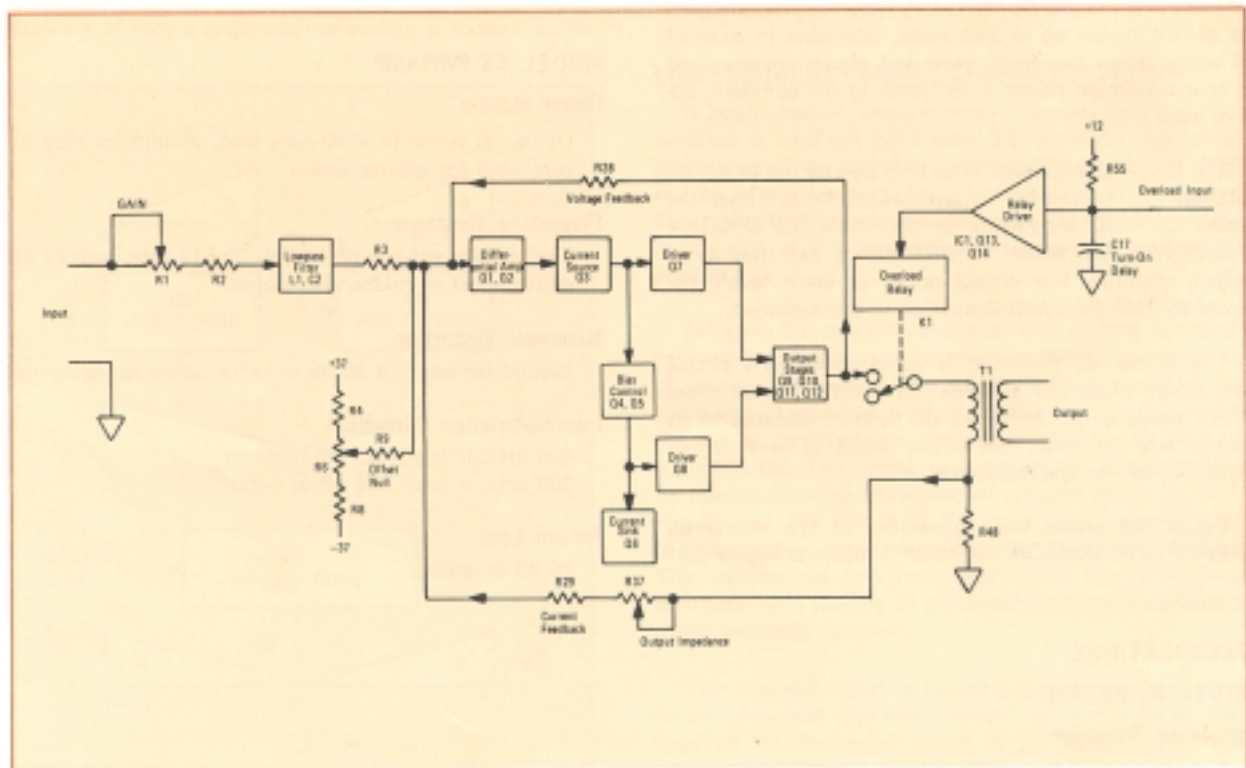 GAIN
R1
R2
Lowpass
Filter
L1, C2
R3
Input
R38
Voltage Feedback
Differ-
ential Amp
Q1, Q2
Current
Source
Q3
Driver
Q7
Bias
Control
Q4, Q5
Driver
Q8
Current
Sink
Q6
Output
Stages
Q9, Q10,
Q11, Q12
Relay
Driver
IC1, Q13,
Q14
Overload
Relay
K1
+12
R55
Overload Input
C17
Turn-On
Delay
T1
Output
R48
R4
R6
R8
-37
R9
Offset
Null
R29
Current
Feedback
R37
Output Impedance